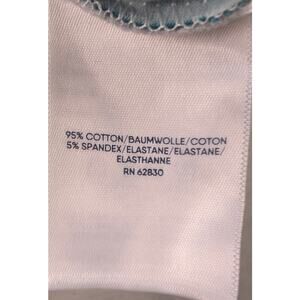 95% COTTON/BAUMWOLLE/COTON
5% SPANDEX/ELASTANE/ELASTANE/
ELASTHANNE
RN 62830